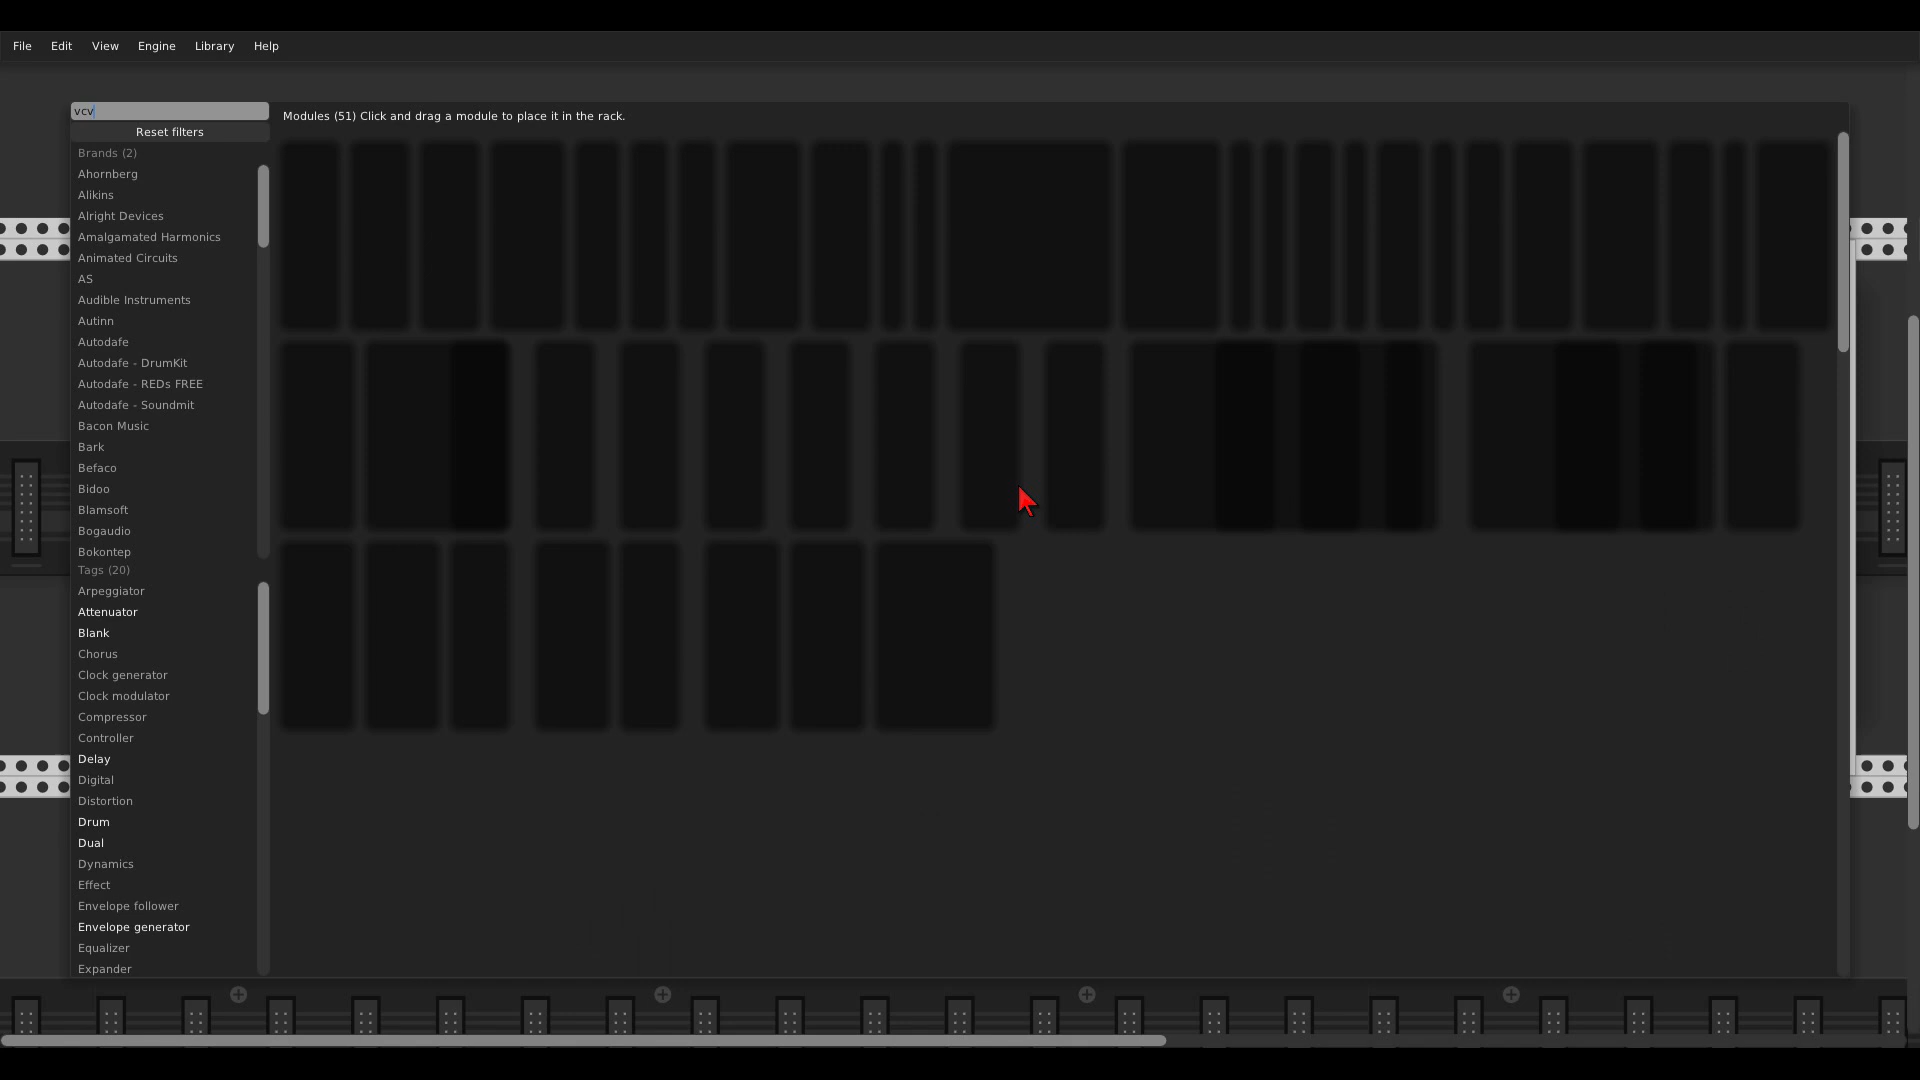 File Edit View Engine Library Help
vcv
Modules (51) Click and drag a module to place it in the rack.
Reset filters
Brands (2)
Ahornberg
Alikins
Alright Devices
Amalgamated Harmonics
Animated Circuits
AS
Audible Instruments
Autinn
Autodafe
Autodafe - DrumKit
Autodafe - REDs FREE
Autodafe - Soundmit
Bacon Music
Bark
Befaco
Bidoo
Blamsoft
Bogaudio
Bokontep
Tags (20)
Arpeggiator
Attenuator
Blank
Chorus
Clock generator
Clock modulator
Compressor
Controller
Delay
Digital
Distortion
Drum
Dual
Dynamics
Effect
Envelope follower
Envelope generator
Equalizer
Expander